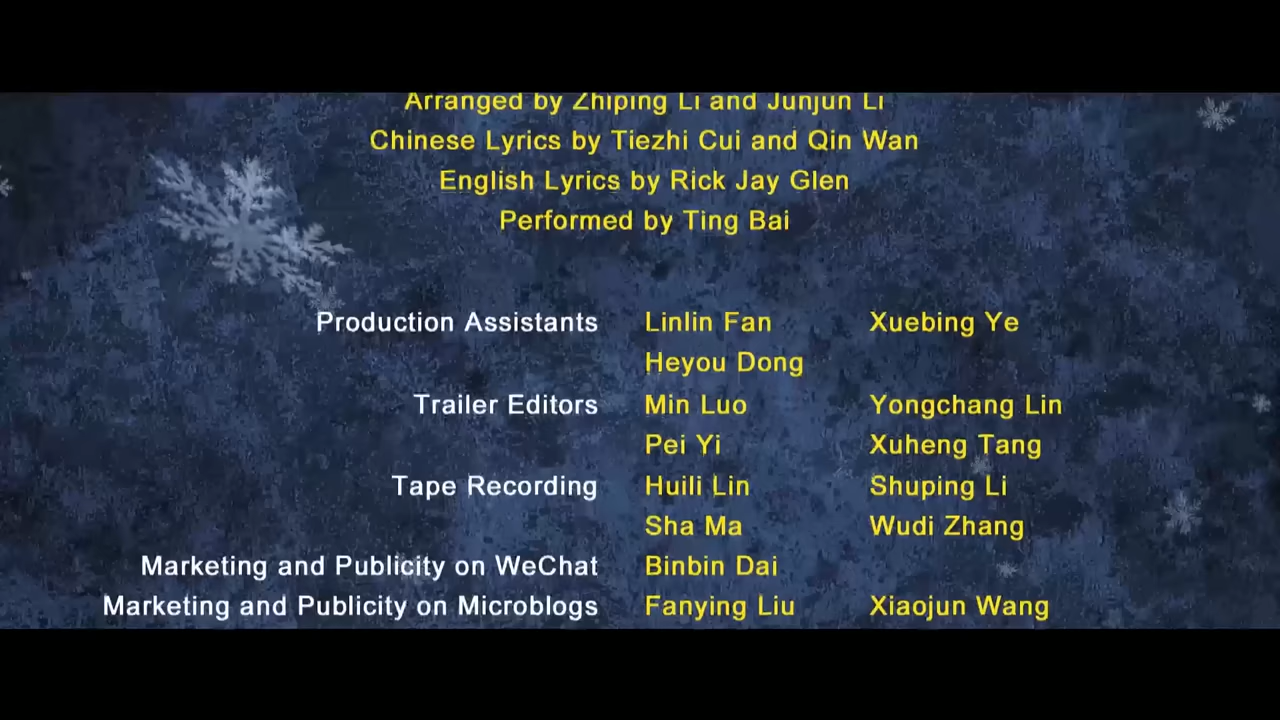 Arranged by Zhiping Li and Junjun Li
Chinese Lyrics by Tiezhi Cui and Qin Wan
English Lyrics by Rick Jay Glen
Performed by Ting Bai
Production Assistants Linlin Fan Xuebing Ye
Heyou Dong
Trailer Editors Min Luo Yongchang Lin
Pei Yi Xuheng Tang
Tape Recording Huili Lin Shuping Li
Sha Ma Wudi Zhang
Marketing and Publicity on WeChat Binbin Dai
Marketing and Publicity on Microblogs Fanying Liu Xiaojun Wang